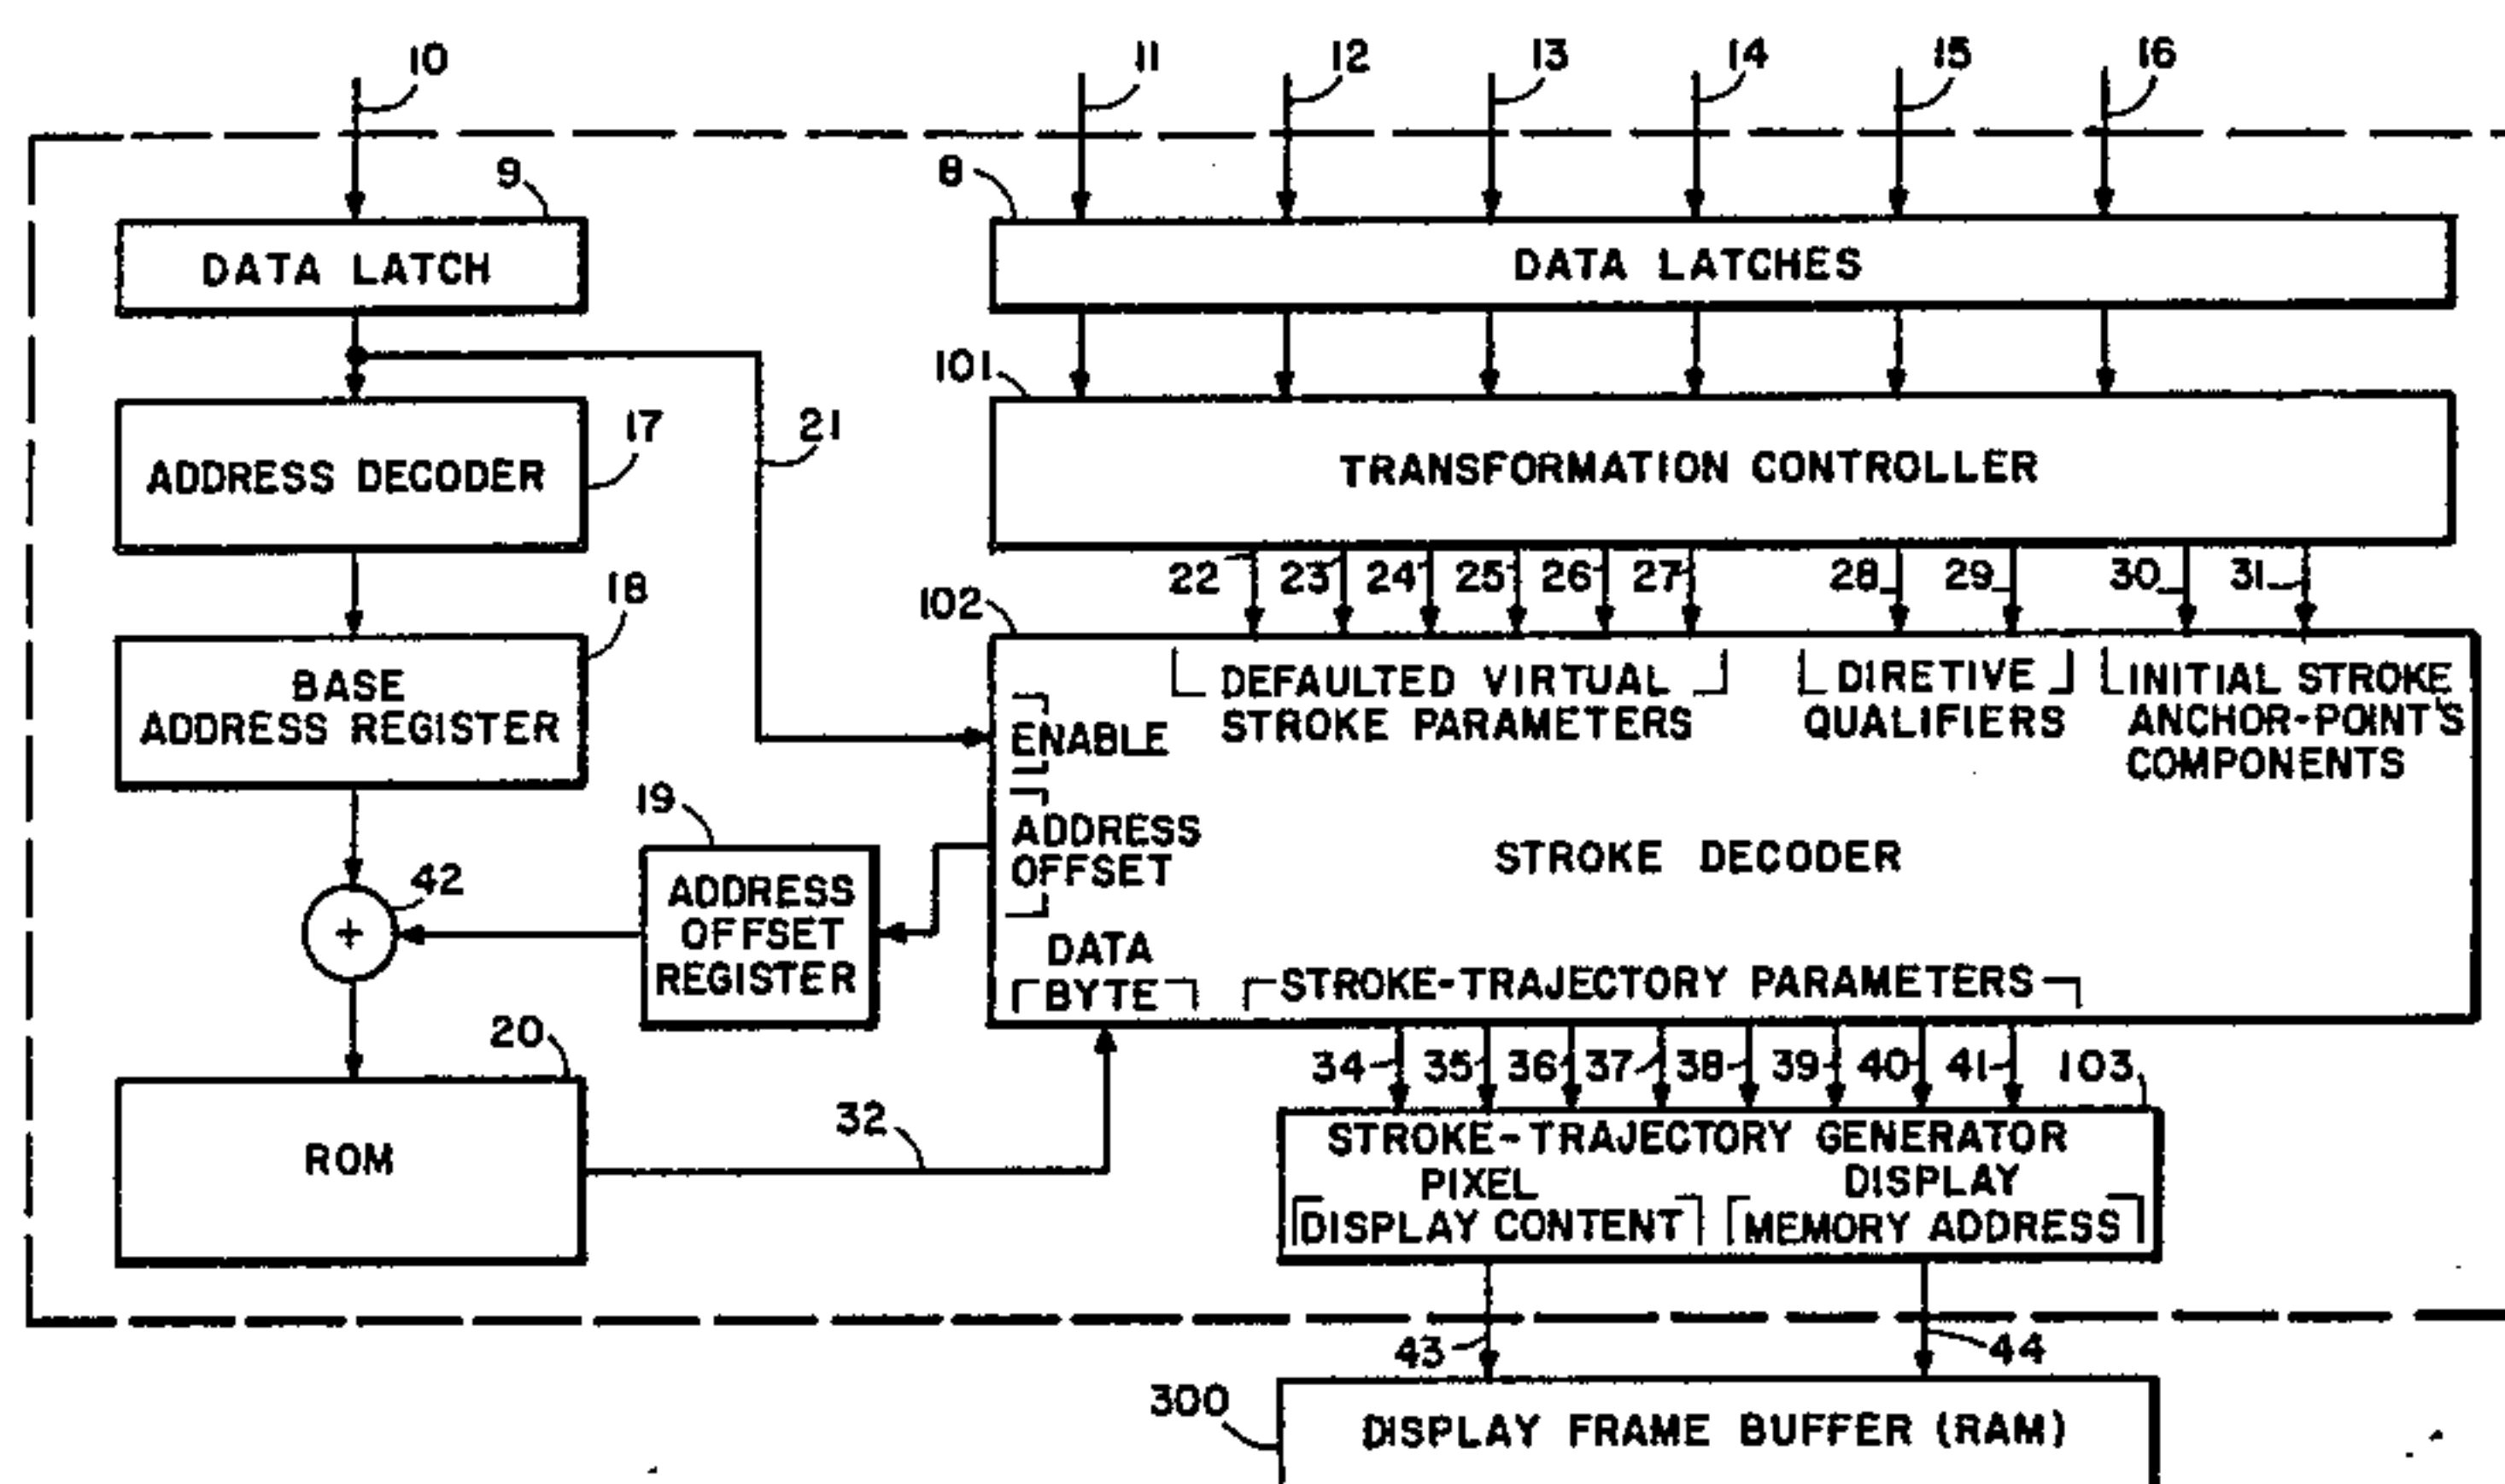 10
11
12
13
14
15
16
9
8
DATA LATCH
DATA LATCHES
101
17
21
ADDRESS DECODER
TRANSFORMATION CONTROLLER
22
23
24
25
26
27
28
29
30
31
18
102
BASE
ADDRESS REGISTER
ENABLE
DEFAULTED VIRTUAL
STROKE PARAMETERS
DIRETIVE
QUALIFIERS
INITIAL STROKE
ANCHOR-POINT'S
COMPONENTS
19
ADDRESS
OFFSET
STROKE DECODER
42
+
ADDRESS
OFFSET
REGISTER
DATA
BYTE
STROKE-TRAJECTORY PARAMETERS
20
34
35
36
37
38
39
40
41
103
ROM
32
STROKE-TRAJECTORY GENERATOR
PIXEL
DISPLAY CONTENT
DISPLAY
MEMORY ADDRESS
43
44
300
DISPLAY FRAME BUFFER (RAM)